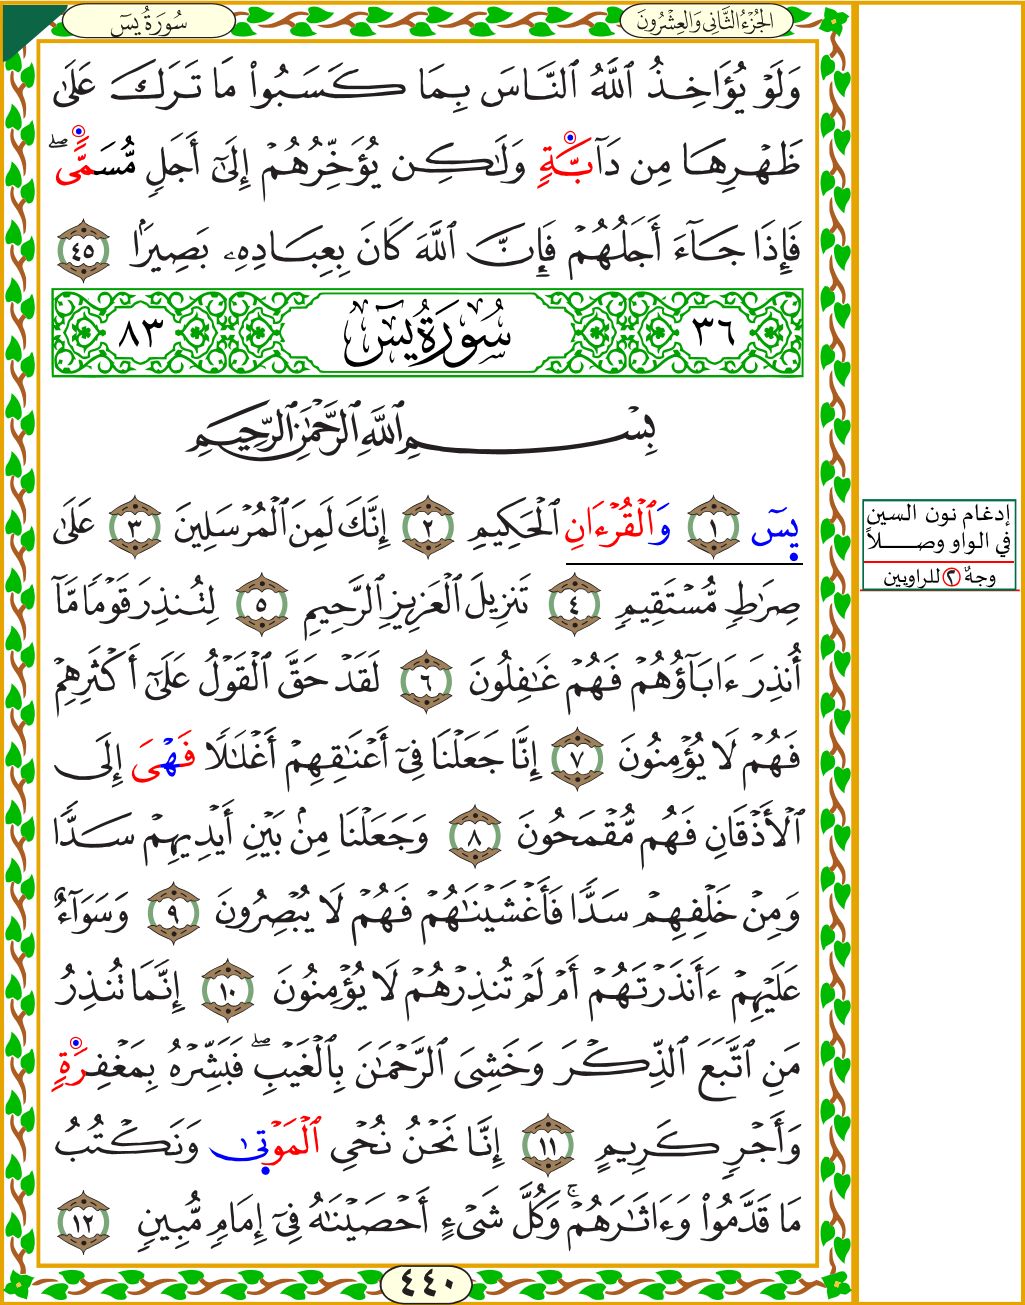 الجُزْءُ الثَّانِي وَالعِشْرُونَ
سُورَةُ يسٓ
وَلَوْ يُؤَاخِذُ ٱللَّهُ ٱلنَّاسَ بِمَا كَسَبُوا۟ مَا تَرَكَ عَلَىٰ
ظَهْرِهَا مِن دَآبَّةٍۢ وَلَـٰكِن يُؤَخِّرُهُمْ إِلَىٰٓ أَجَلٍۢ مُّسَمًّۭى ۖ
فَإِذَا جَآءَ أَجَلُهُمْ فَإِنَّ ٱللَّهَ كَانَ بِعِبَادِهِۦ بَصِيرًۢا ٤٥
٣٦ سُورَةُ يسٓ ٨٣
بِسْمِ ٱللَّهِ ٱلرَّحْمَـٰنِ ٱلرَّحِيمِ
يسٓ ١ وَٱلْقُرْءَانِ ٱلْحَكِيمِ ٢ إِنَّكَ لَمِنَ ٱلْمُرْسَلِينَ ٣ عَلَىٰ
صِرَٰطٍۢ مُّسْتَقِيمٍۢ ٤ تَنزِيلَ ٱلْعَزِيزِ ٱلرَّحِيمِ ٥ لِتُنذِرَ قَوْمًۭا مَّآ
أُنذِرَ ءَابَآؤُهُمْ فَهُمْ غَـٰفِلُونَ ٦ لَقَدْ حَقَّ ٱلْقَوْلُ عَلَىٰٓ أَكْثَرِهِمْ
فَهُمْ لَا يُؤْمِنُونَ ٧ إِنَّا جَعَلْنَا فِىٓ أَعْنَـٰقِهِمْ أَغْلَـٰلًۭا فَهْىَ إِلَى
ٱلْأَذْقَانِ فَهُم مُّقْمَحُونَ ٨ وَجَعَلْنَا مِنۢ بَيْنِ أَيْدِيهِمْ سَدًّۭا
وَمِنْ خَلْفِهِمْ سَدًّۭا فَأَغْشَيْنَـٰهُمْ فَهُمْ لَا يُبْصِرُونَ ٩ وَسَوَآءٌ
عَلَيْهِمْ ءَأَنذَرْتَهُمْ أَمْ لَمْ تُنذِرْهُمْ لَا يُؤْمِنُونَ ١٠ إِنَّمَا تُنذِرُ
مَنِ ٱتَّبَعَ ٱلذِّكْرَ وَخَشِىَ ٱلرَّحْمَـٰنَ بِٱلْغَيْبِ ۖ فَبَشِّرْهُ بِمَغْفِرَةٍۢ
وَأَجْرٍۢ كَرِيمٍ ١١ إِنَّا نَحْنُ نُحْىِ ٱلْمَوْتَىٰ وَنَكْتُبُ
مَا قَدَّمُوا۟ وَءَاثَـٰرَهُمْ ۚ وَكُلَّ شَىْءٍ أَحْصَيْنَـٰهُ فِىٓ إِمَامٍۢ مُّبِينٍۢ ١٢
٤٤٠
إدغام نون السين
في الواو وصلاً
وجهٌ ٢ للراويين